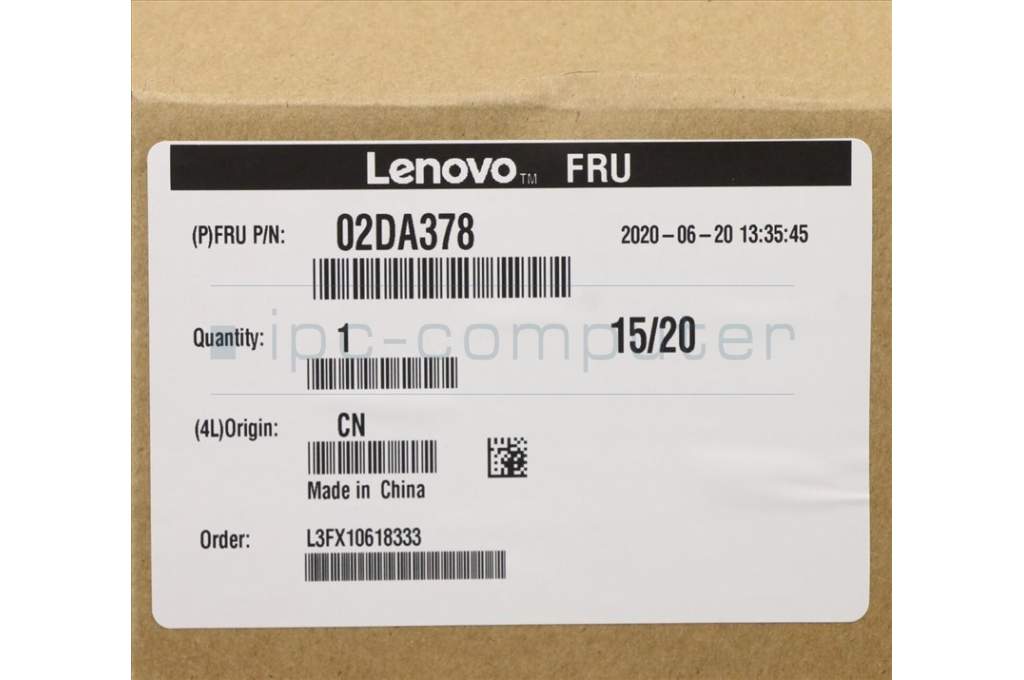 Lenovo™ FRU
(P)FRU P/N: 02DA378 2020-06-20 13:35:45
Quantity: 1 15/20
ipc-computer
(4L)Origin: CN
Made in China
Order: L3FX10618333